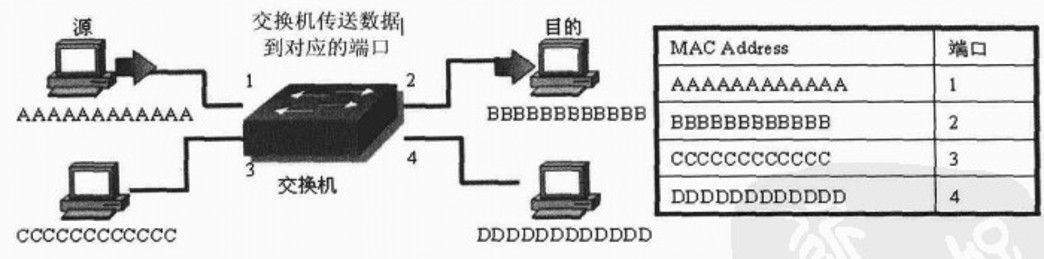 源
交换机传送数据
到对应的端口
目的
1
2
AAAAAAAAAAAA
BBBBBBBBBBBB
3
4
交换机
CCCCCCCCCCCC
DDDDDDDDDDDD
MAC Address 端口
AAAAAAAAAAAA 1
BBBBBBBBBBBB 2
CCCCCCCCCCCC 3
DDDDDDDDDDDD 4